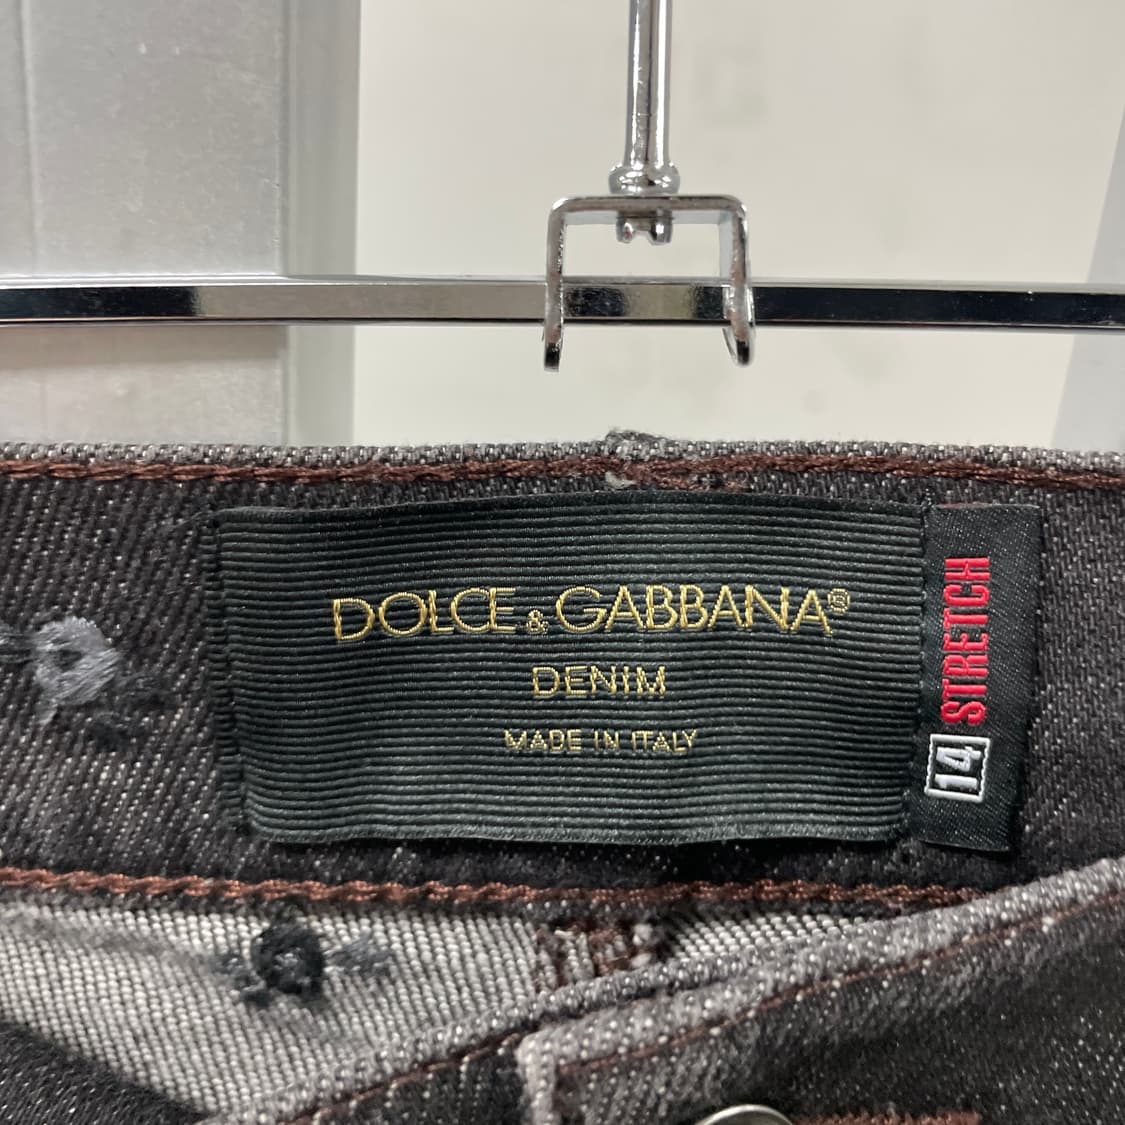 DOLCE & GABBANA®
DENIM
MADE IN ITALY
14 STRETCH